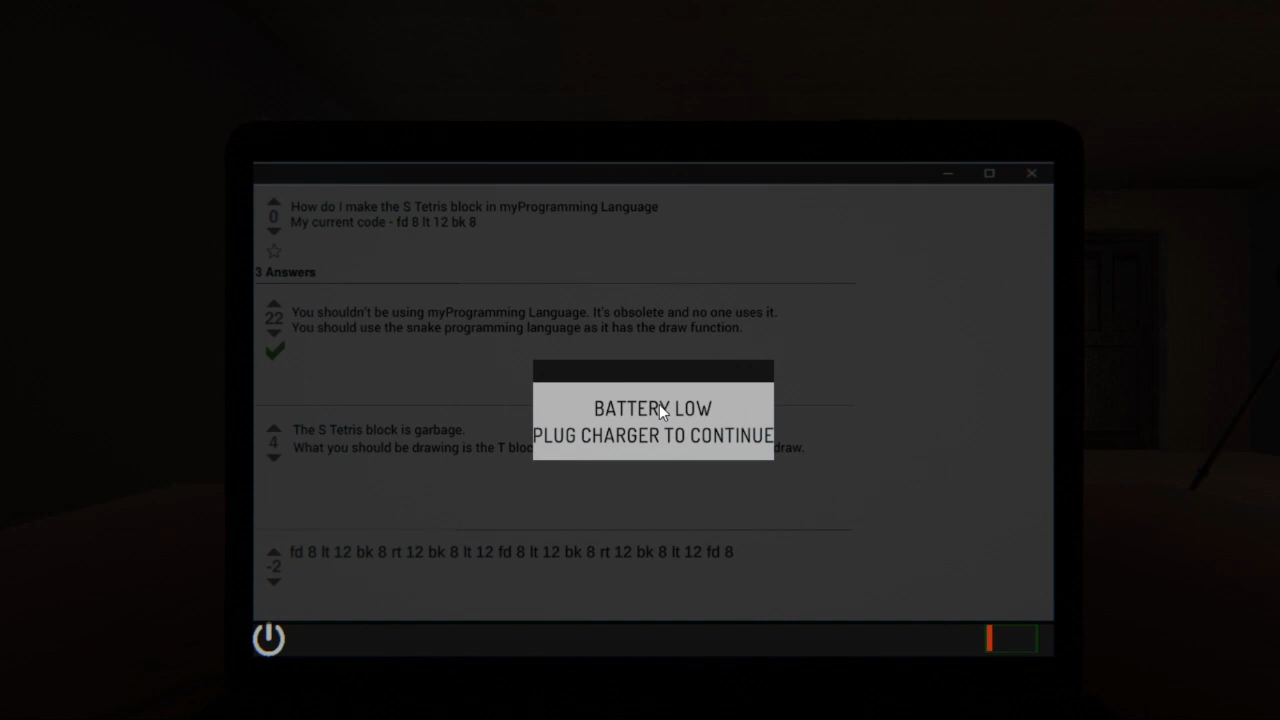 0
How do I make the S Tetris block in myProgramming Language
My current code - fd 8 lt 12 bk 8
3 Answers
22
You shouldn't be using myProgramming Language. It's obsolete and no one uses it.
You should use the snake programming language as it has the draw function.
BATTERY LOW
PLUG CHARGER TO CONTINUE
4
The S Tetris block is garbage.
What you should be drawing is the T draw.
-2
fd 8 lt 12 bk 8 rt 12 bk 8 lt 12 fd 8 lt 12 bk 8 rt 12 bk 8 lt 12 fd 8